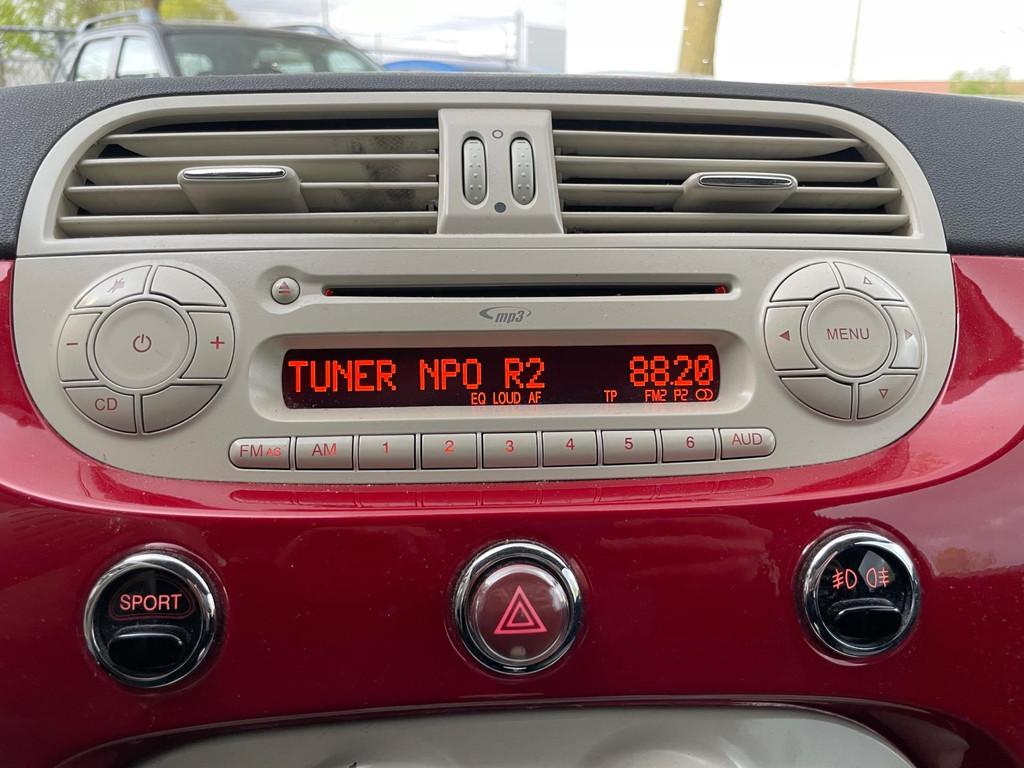 mp3
TUNER NPO R2 88.20
EQ LOUD AF TP FM2 P2
CD
MENU
FM AS AM 1 2 3 4 5 6 AUD
SPORT